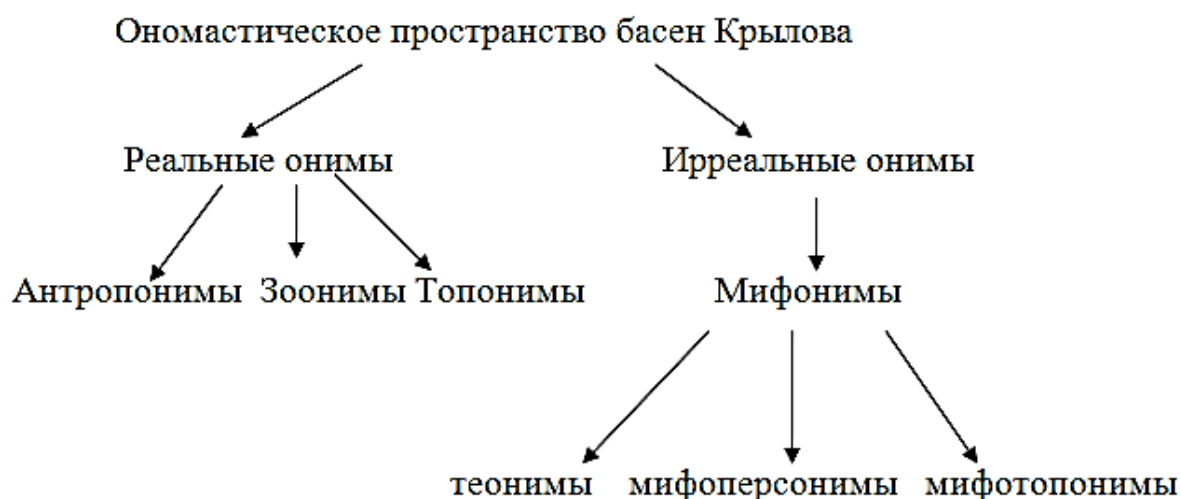 Ономастическое пространство басен Крылова
Реальные онимы Ирреальные онимы
Антропонимы Зоонимы Топонимы Мифонимы
теонимы мифоперсонимы мифотопонимы